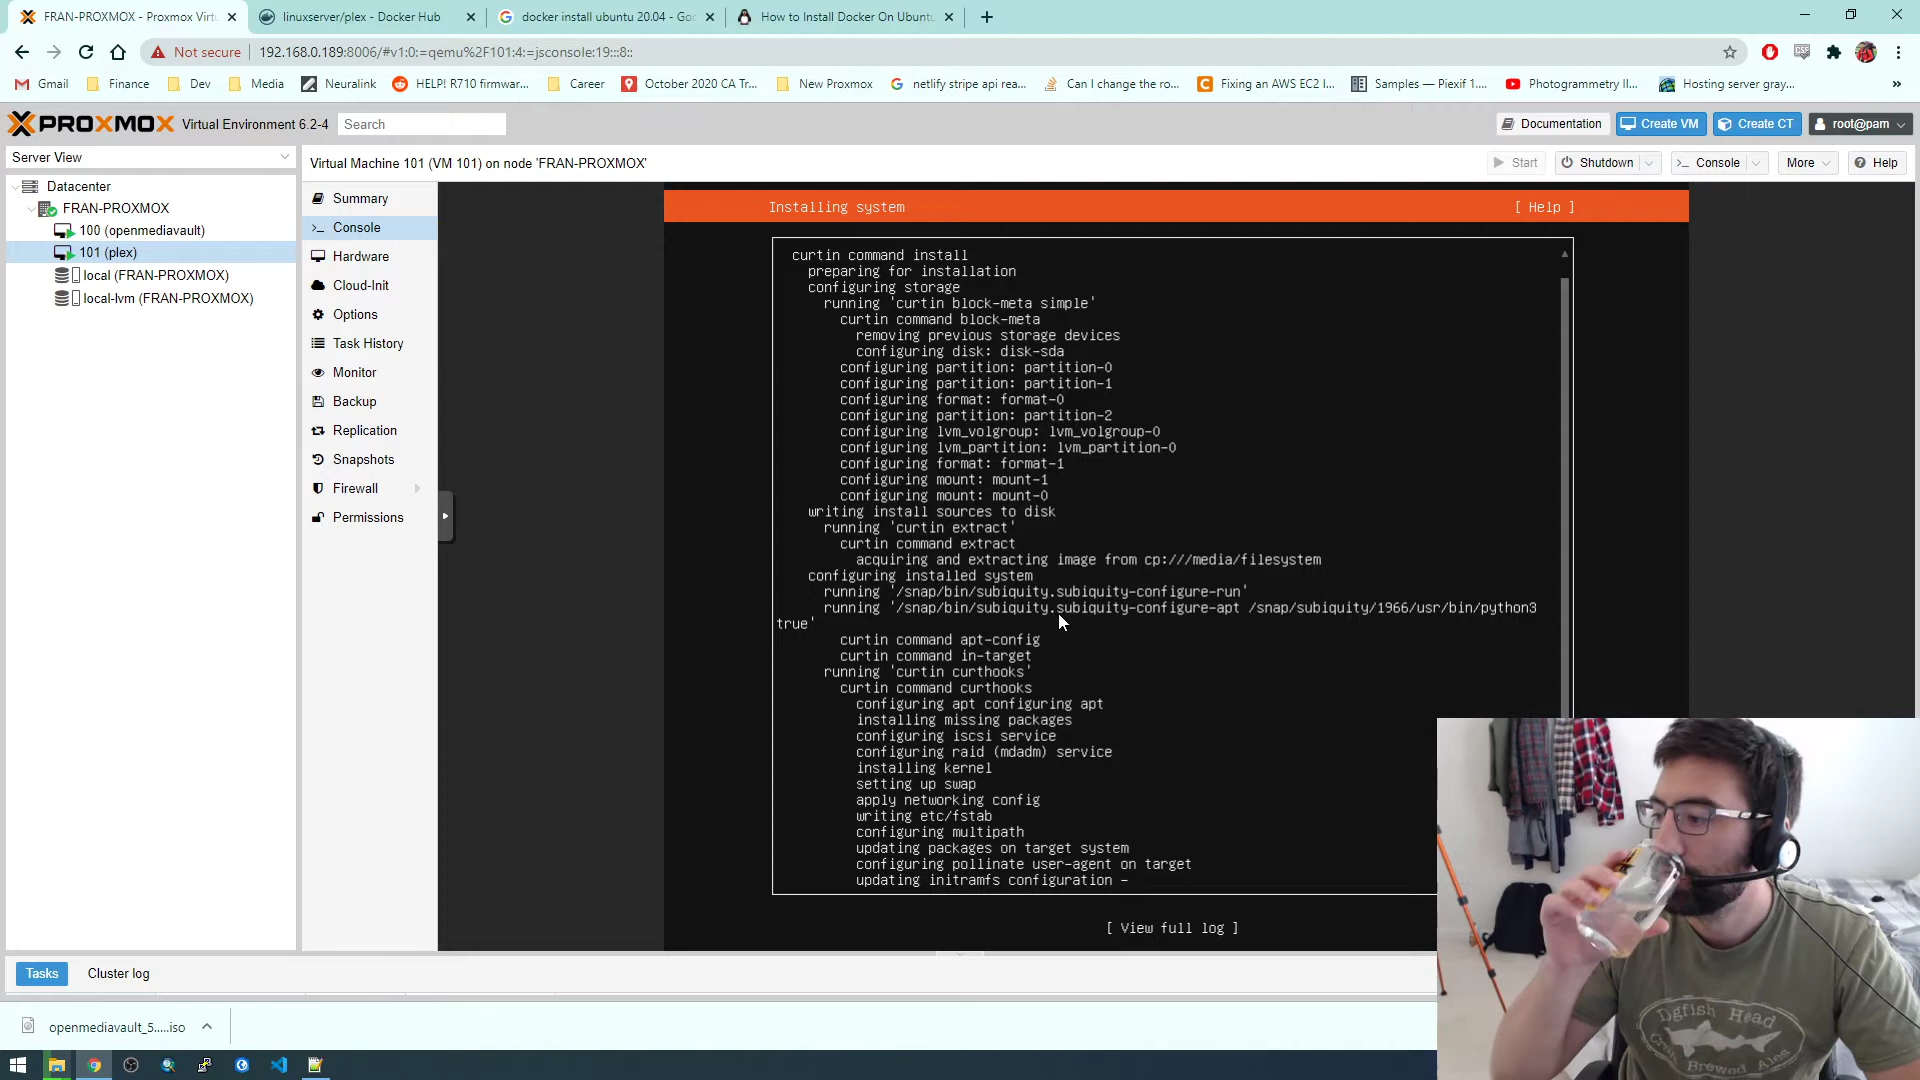 FRAN-PROXMOX - Proxmox Virtu
linuxserver/plex - Docker Hub
docker install ubuntu 20.04 - Goo
How to Install Docker On Ubuntu
Not secure
192.168.0.189:8006/#v1:0:=qemu%2F101:4:=jsconsole:19:::8::
Gmail
Finance
Dev
Media
Neuralink
HELP! R710 firmwar...
Career
October 2020 CA Tr...
New Proxmox
netlify stripe api rea...
Can I change the ro...
Fixing an AWS EC2 I...
Samples — Piexif 1....
Photogrammetry II...
Hosting server gray...
»
PROXMOX
Virtual Environment 6.2-4
Search
Documentation
Create VM
Create CT
root@pam
Server View
Virtual Machine 101 (VM 101) on node 'FRAN-PROXMOX'
Start
Shutdown
Console
More
Help
Datacenter
FRAN-PROXMOX
100 (openmediavault)
101 (plex)
local (FRAN-PROXMOX)
local-lvm (FRAN-PROXMOX)
Summary
Console
Hardware
Cloud-Init
Options
Task History
Monitor
Backup
Replication
Snapshots
Firewall
Permissions
Installing system
[ Help ]
curtin command install
preparing for installation
configuring storage
running 'curtin block-meta simple'
curtin command block-meta
removing previous storage devices
configuring disk: disk-sda
configuring partition: partition-0
configuring partition: partition-1
configuring format: format-0
configuring partition: partition-2
configuring lvm_volgroup: lvm_volgroup-0
configuring lvm_partition: lvm_partition-0
configuring format: format-1
configuring mount: mount-1
configuring mount: mount-0
writing install sources to disk
running 'curtin extract'
curtin command extract
acquiring and extracting image from cp:///media/filesystem
configuring installed system
running '/snap/bin/subiquity.subiquity-configure-run'
running '/snap/bin/subiquity.subiquity-configure-apt /snap/subiquity/1966/usr/bin/python3
true'
curtin command apt-config
curtin command in-target
running 'curtin curthooks'
curtin command curthooks
configuring apt configuring apt
installing missing packages
configuring iscsi service
configuring raid (mdadm) service
installing kernel
setting up swap
apply networking config
writing etc/fstab
configuring multipath
updating packages on target system
configuring pollinate user-agent on target
updating initramfs configuration -
[ View full log ]
Tasks
Cluster log
openmediavault_5.....iso
Dogfish Head
Craft Brewed Ales